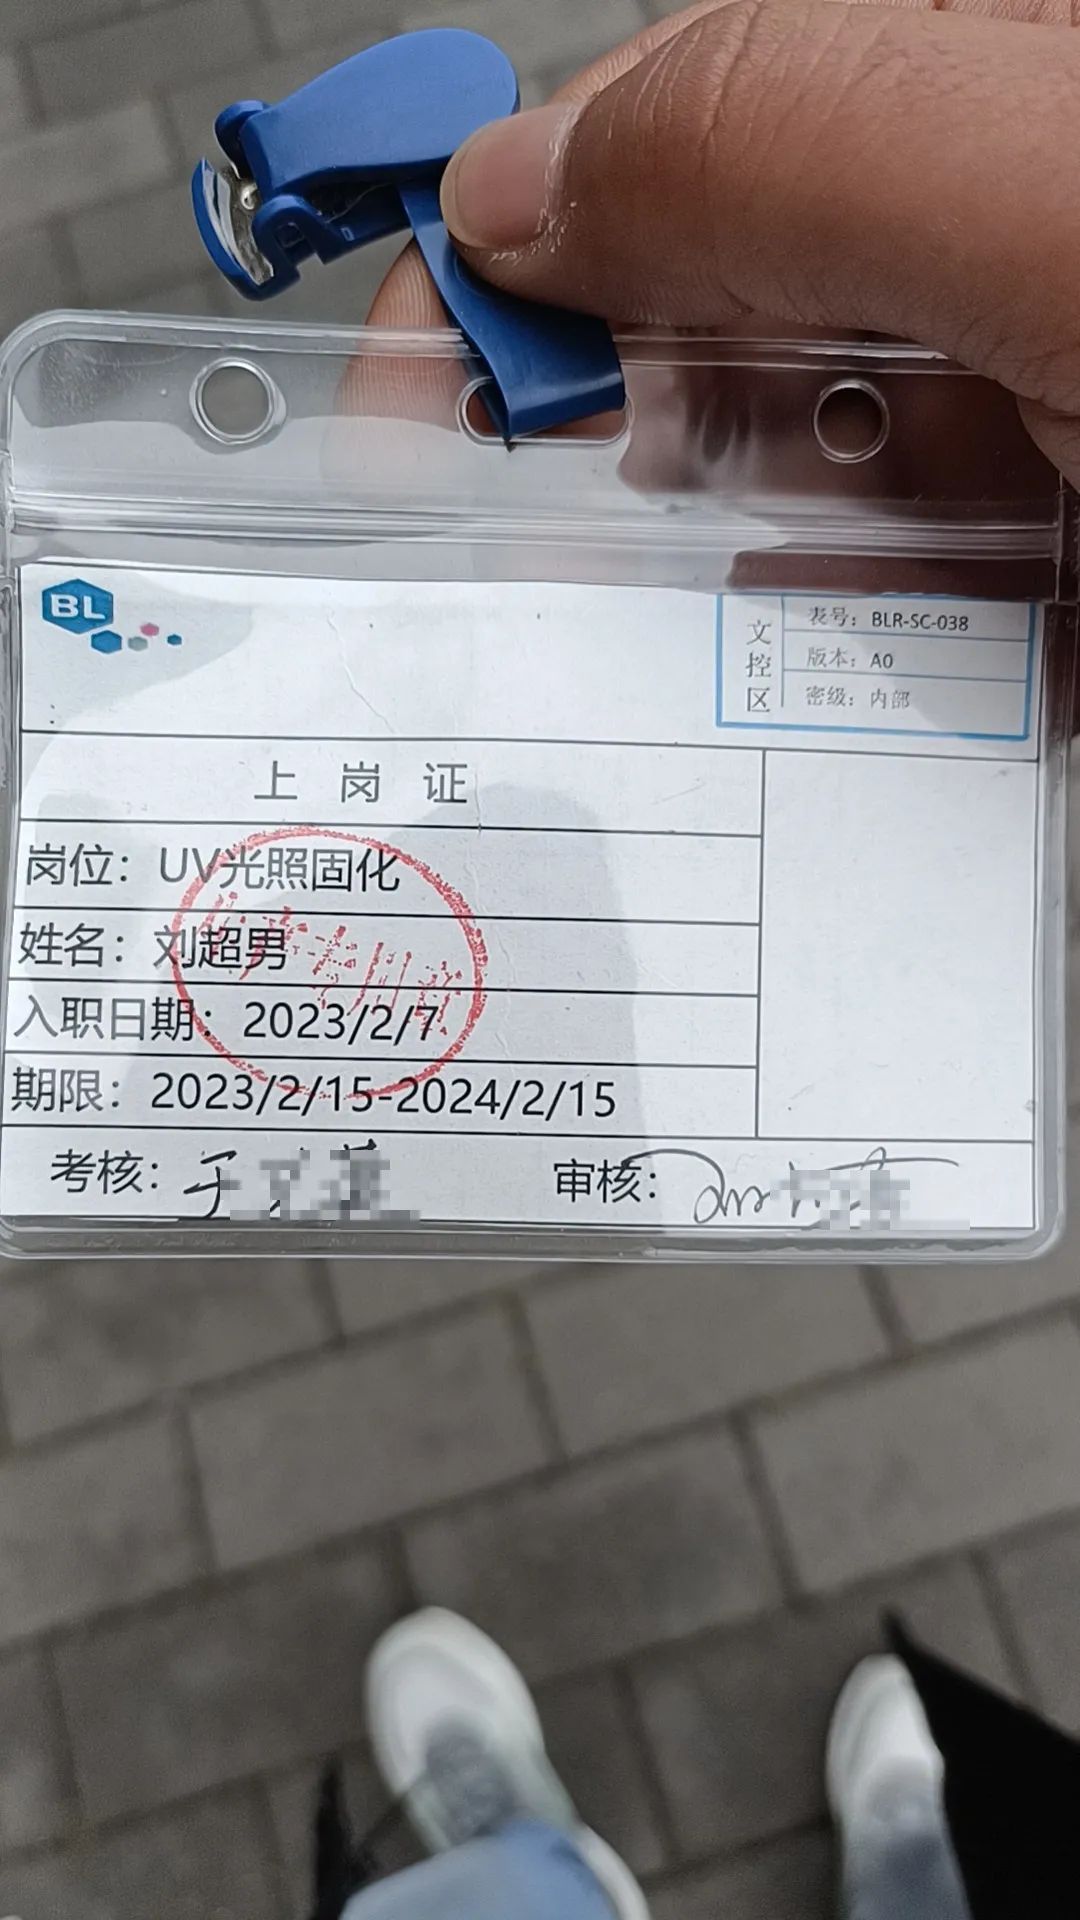 BL
文控区
表号：BLR-SC-038
版本：A0
密级：内部
上 岗 证
岗位：UV光照固化
姓名：刘超男
入职日期：2023/2/7
期限：2023/2/15-2024/2/15
考核：于
审核：